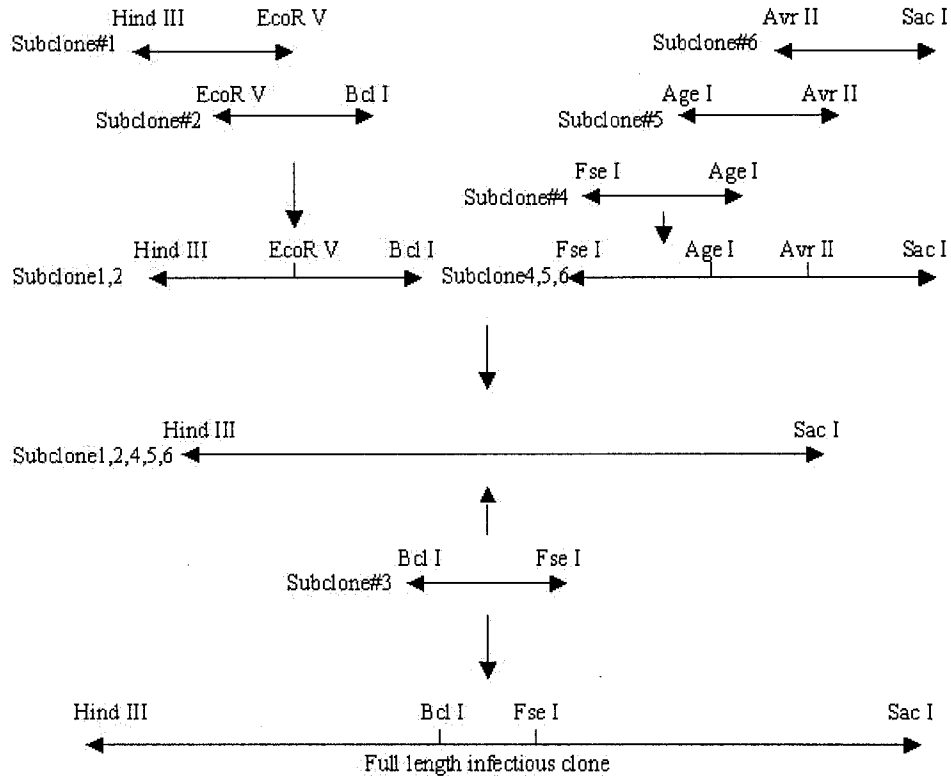 Hind III EcoR V Avr II Sac I
Subclone#1 Subclone#6
EcoR V Bcl I Age I Avr II
Subclone#2 Subclone#5
Fse I Age I
Subclone#4
Hind III EcoR V Bcl I Fse I Age I Avr II Sac I
Subclone1,2 Subclone4,5,6
Hind III Sac I
Subclone1,2,4,5,6
Bcl I Fse I
Subclone#3
Hind III Bcl I Fse I Sac I
Full length infectious clone